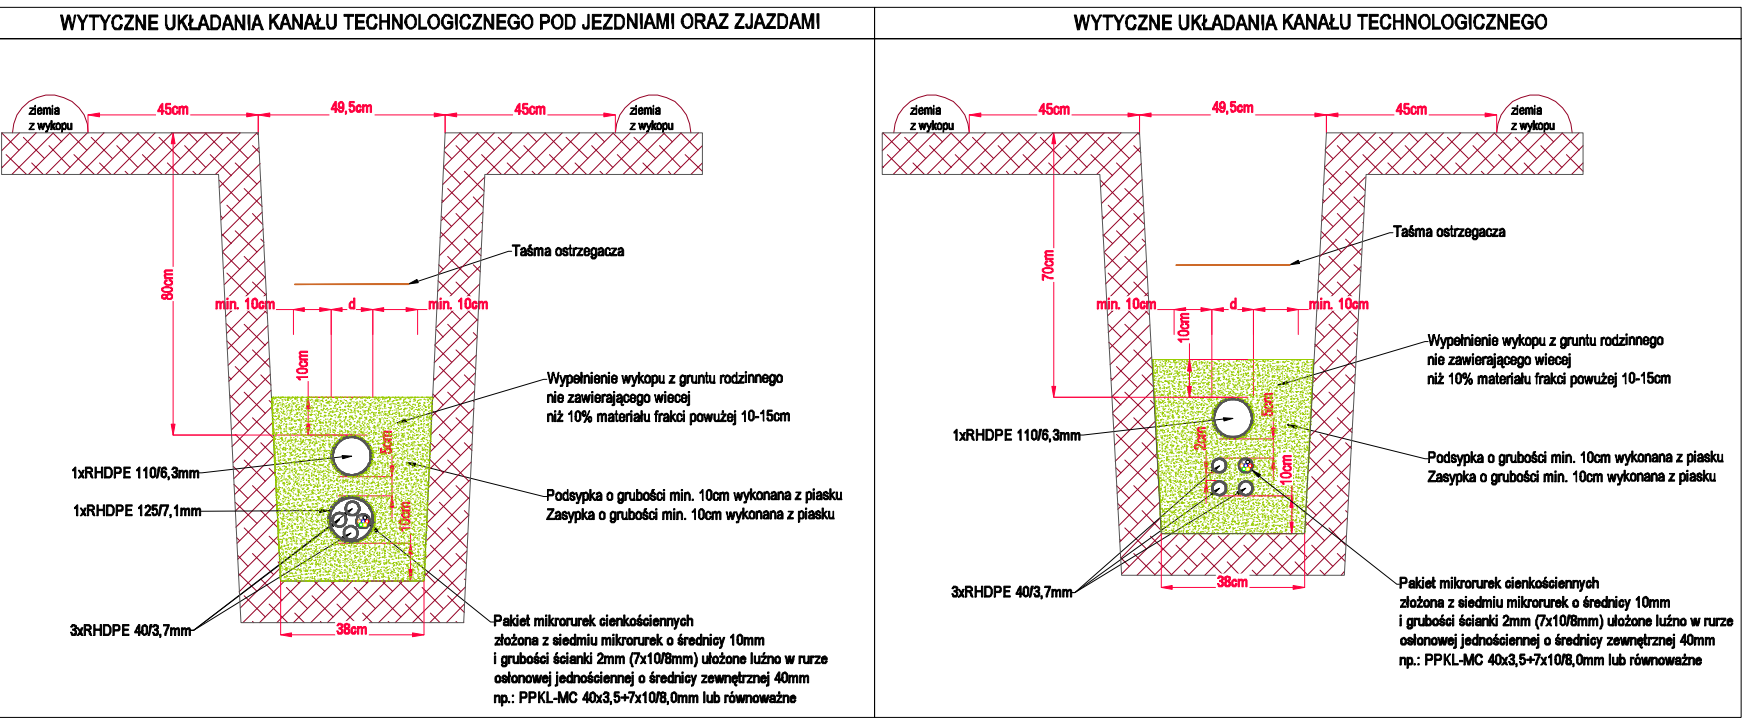 WYTYCZNE UKŁADANIA KANAŁU TECHNOLOGICZNEGO POD JEZDNIAMI ORAZ ZJAZDAMI
ziemia
z wykopu
45cm
49,5cm
45cm
ziemia
z wykopu
80cm
Taśma ostrzegacza
min. 10cm
d
min. 10cm
10cm
Wypełnienie wykopu z gruntu rodzinnego
nie zawierającego wiecej
niż 10% materiału frakci powużej 10-15cm
5cm
1xRHDPE 110/6,3mm
Podsypka o grubości min. 10cm wykonana z piasku
Zasypka o grubości min. 10cm wykonana z piasku
1xRHDPE 125/7,1mm
10cm
3xRHDPE 40/3,7mm
38cm
Pakiet mikrorurek cienkościennych
złożona z siedmiu mikrorurek o średnicy 10mm
i grubości ścianki 2mm (7x10/8mm) ułożone luźno w rurze
osłonowej jednościennej o średnicy zewnętrznej 40mm
np.: PPKL-MC 40x3,5+7x10/8,0mm lub równoważne
WYTYCZNE UKŁADANIA KANAŁU TECHNOLOGICZNEGO
ziemia
z wykopu
45cm
49,5cm
45cm
ziemia
z wykopu
70cm
Taśma ostrzegacza
min. 10cm
d
min. 10cm
10cm
Wypełnienie wykopu z gruntu rodzinnego
nie zawierającego wiecej
niż 10% materiału frakci powużej 10-15cm
5cm
1xRHDPE 110/6,3mm
2cm
Podsypka o grubości min. 10cm wykonana z piasku
Zasypka o grubości min. 10cm wykonana z piasku
10cm
3xRHDPE 40/3,7mm
38cm
Pakiet mikrorurek cienkościennych
złożona z siedmiu mikrorurek o średnicy 10mm
i grubości ścianki 2mm (7x10/8mm) ułożone luźno w rurze
osłonowej jednościennej o średnicy zewnętrznej 40mm
np.: PPKL-MC 40x3,5+7x10/8,0mm lub równoważne